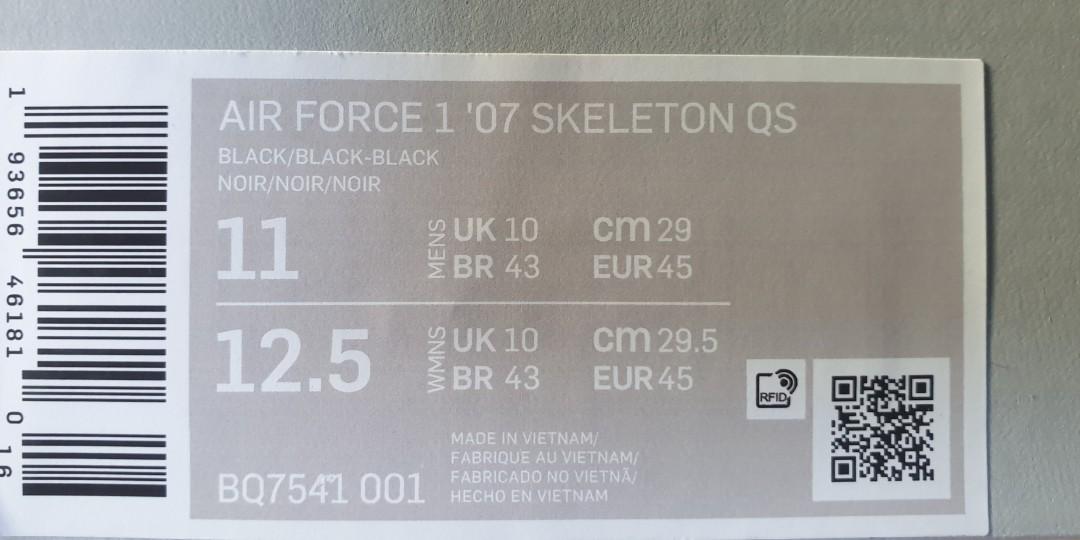 1 93656 46181 0 16
AIR FORCE 1 '07 SKELETON QS
BLACK/BLACK-BLACK
NOIR/NOIR/NOIR
11 MENS UK 10 cm 29
BR 43 EUR 45
12.5 WMNS UK 10 cm 29.5
BR 43 EUR 45
RFID
MADE IN VIETNAM/
FABRIQUE AU VIETNAM/
FABRICADO NO VIETNÃ/
HECHO EN VIETNAM
BQ7541 001